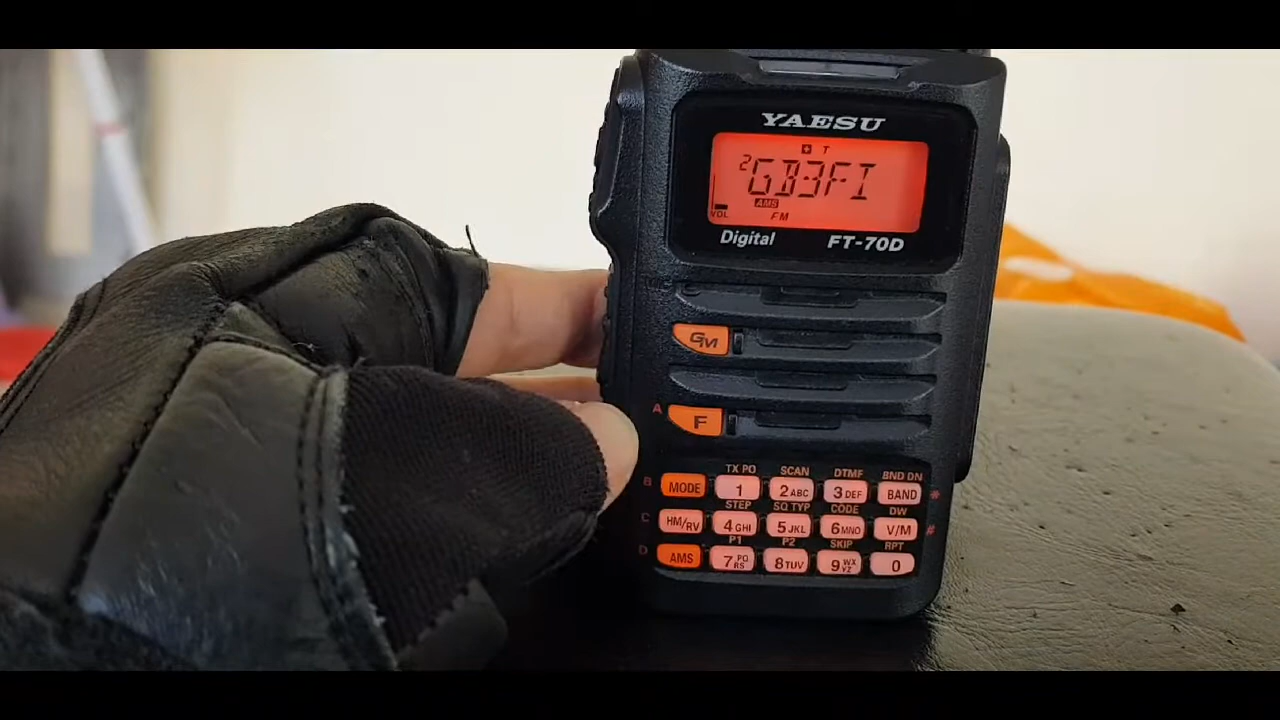 YAESU
+ T
2GB3FI
AMS
VOL FM
Digital FT-70D
GM
A F
TX PO SCAN DTMF BND DN
B MODE 1 2ABC 3DEF BAND *
STEP SQ TYP CODE DW
C HM/RV 4GHI 5JKL 6MNO V/M #
P1 P2 SKIP RPT
D AMS 7PQRS 8TUV 9WXYZ 0